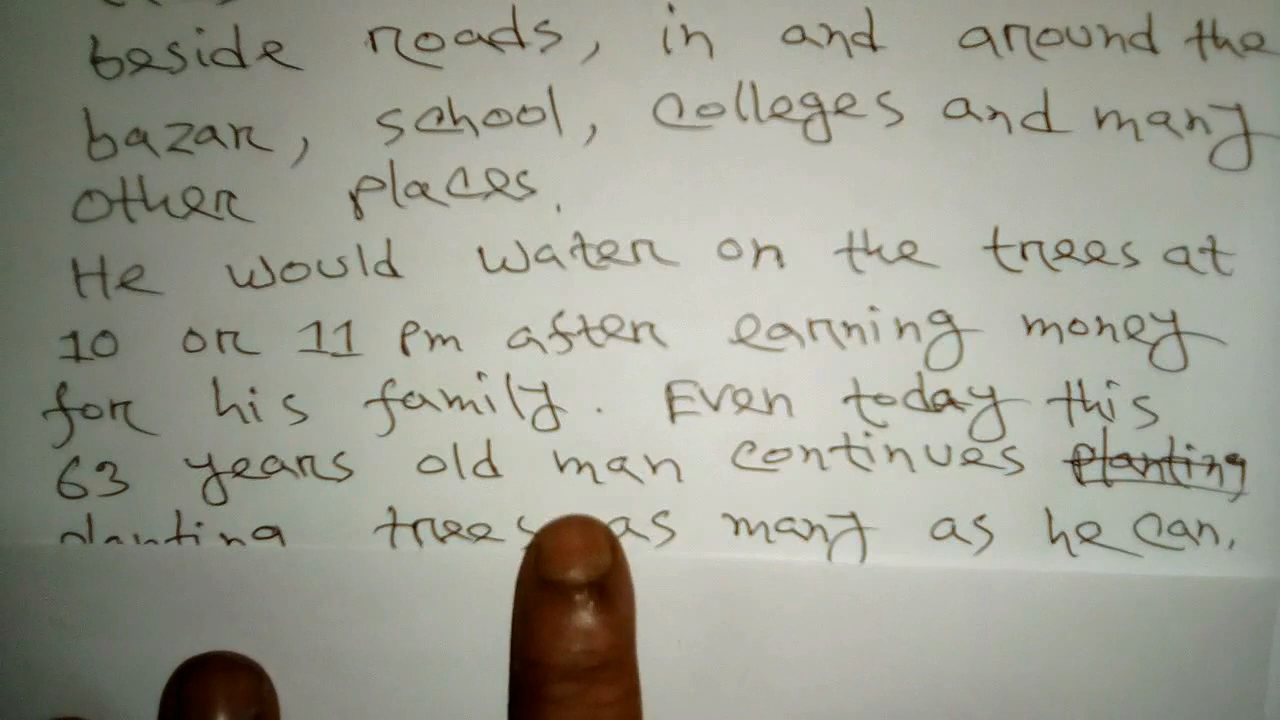 beside roads, in and around the
bazar, school, colleges and many
other places.
He would water on the trees at
10 or 11 pm after earning money
for his family. Even today this
63 years old man continues planting
planting trees as many as he can.